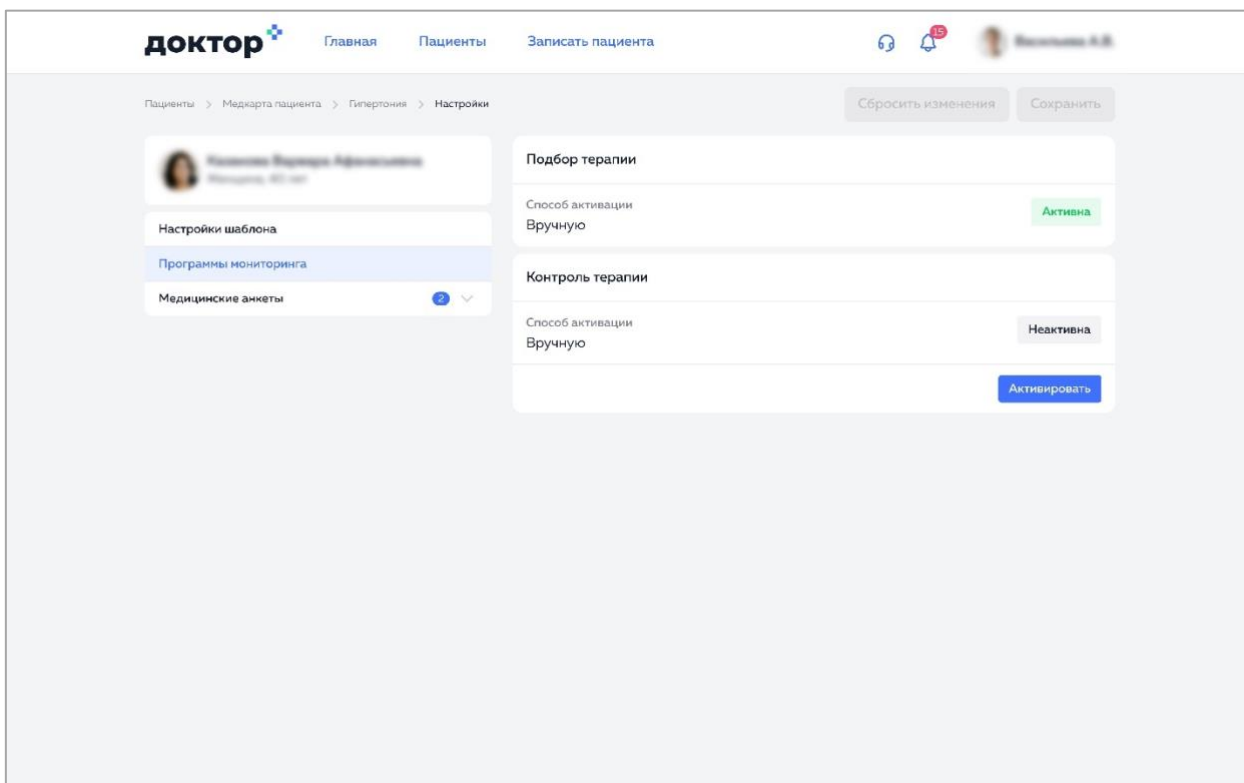 доктор
Главная
Пациенты
Записать пациента
15
Пациенты > Медкарта пациента > Гипертония > Настройки
Сбросить изменения
Сохранить
Настройки шаблона
Программы мониторинга
Медицинские анкеты 2
Подбор терапии
Способ активации
Вручную
Активна
Контроль терапии
Способ активации
Вручную
Неактивна
Активировать